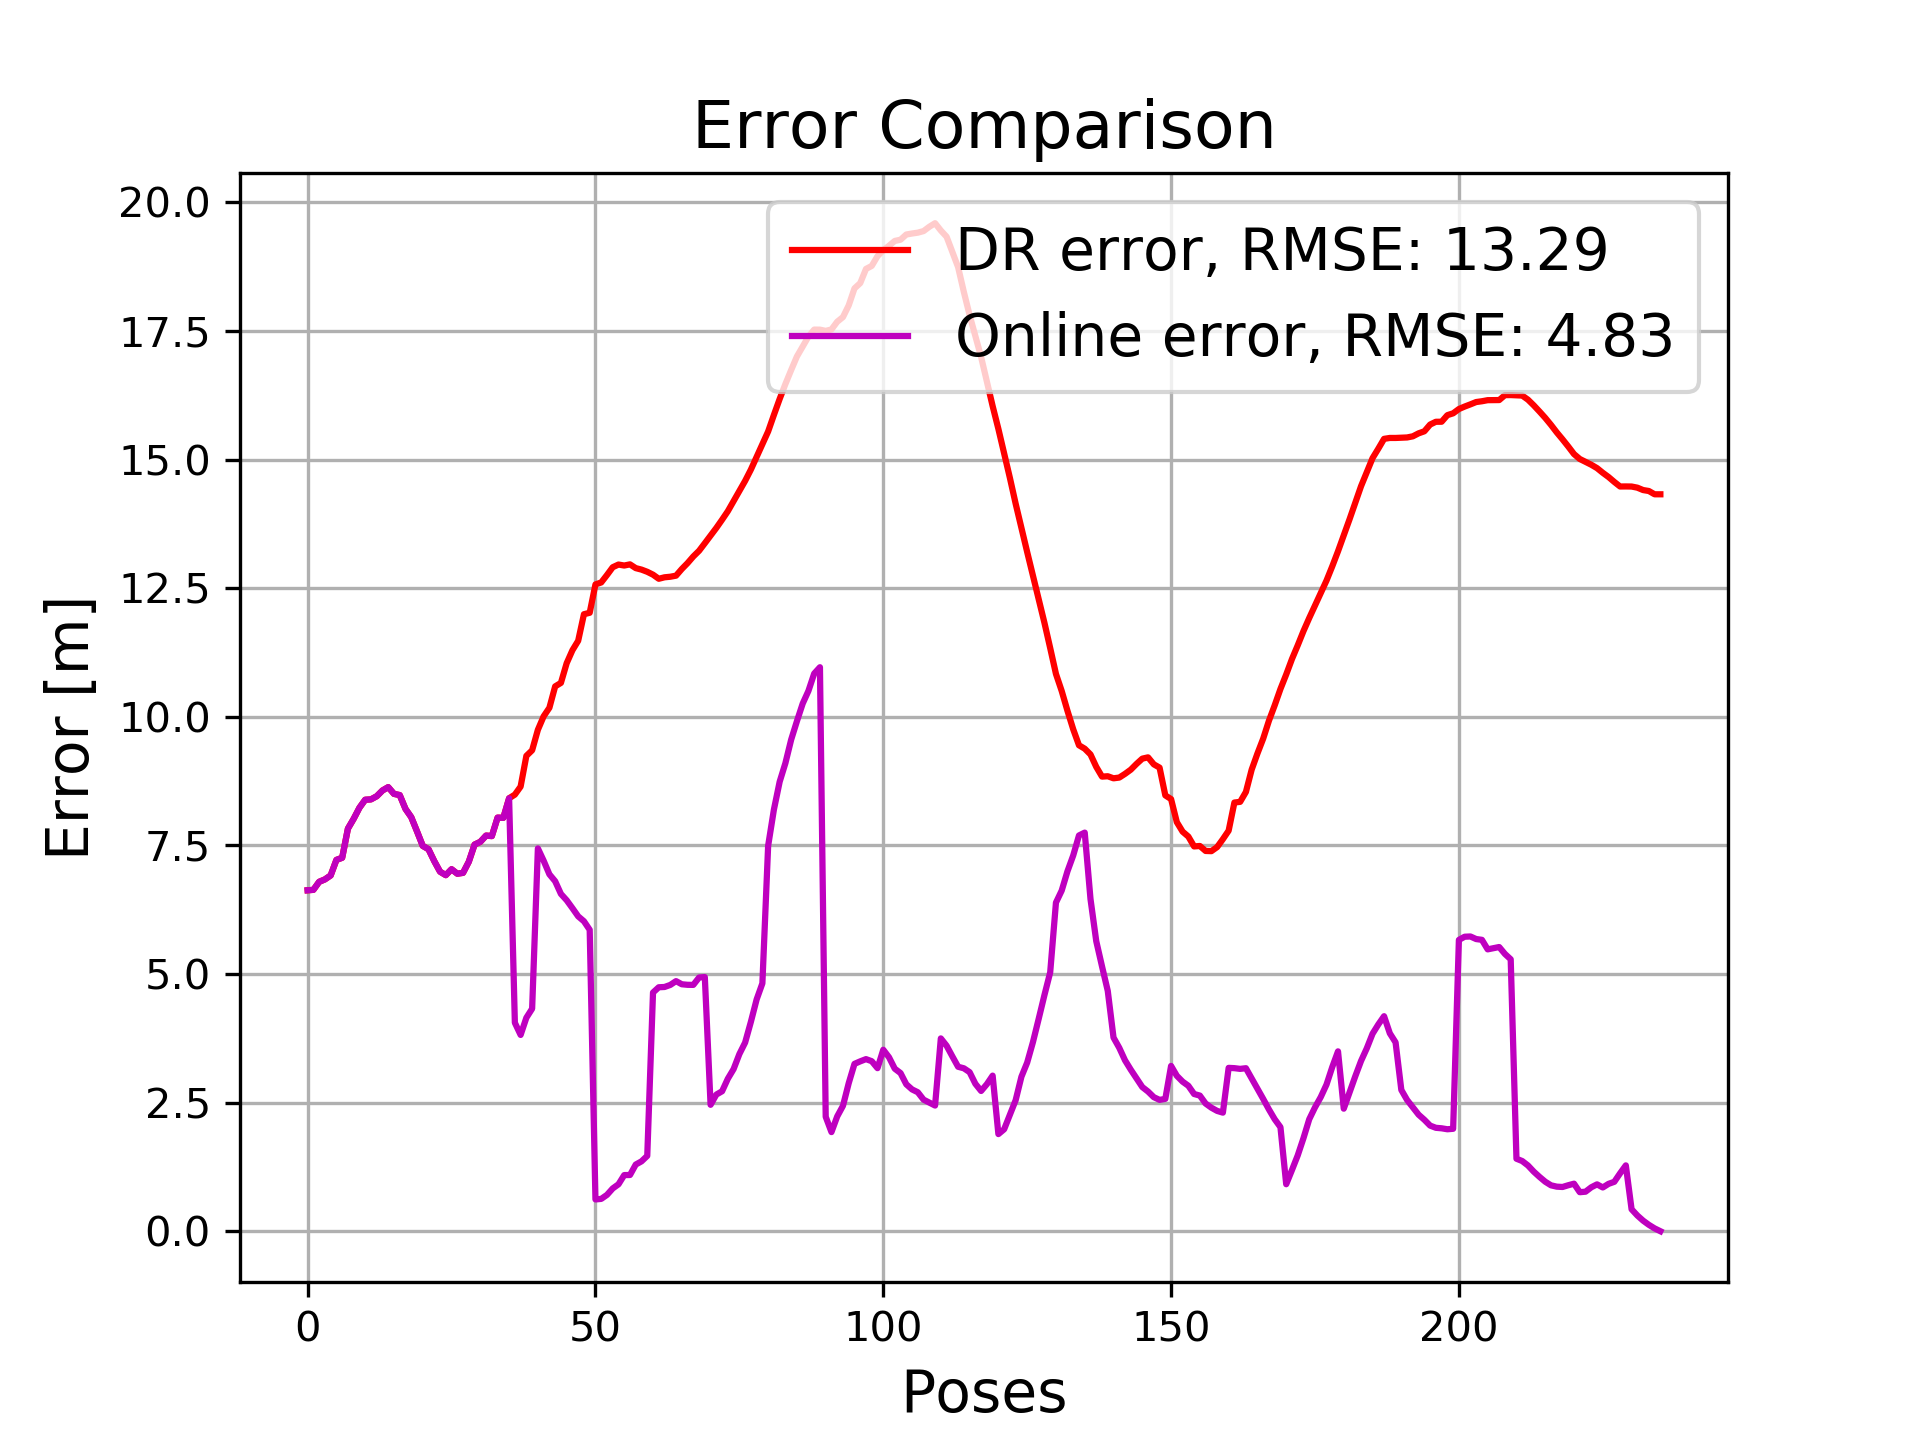 Error Comparison
20.0
17.5
15.0
12.5
10.0
7.5
5.0
2.5
0.0
Error [m]
DR error, RMSE: 13.29
Online error, RMSE: 4.83
0 50 100 150 200
Poses